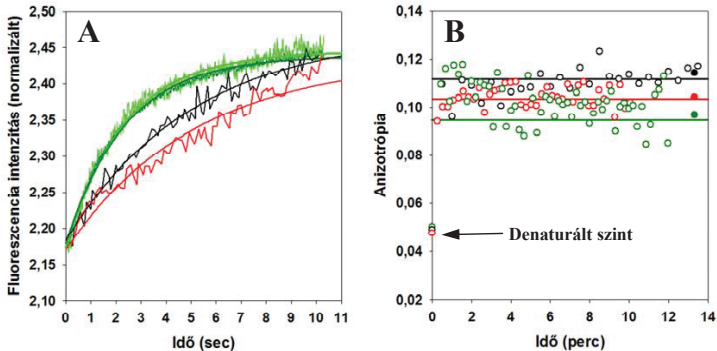 A
Fluoreszcencia intenzitás (normalizált)
2,50
2,45
2,40
2,35
2,30
2,25
2,20
2,15
2,10
0 1 2 3 4 5 6 7 8 9 10 11
Idő (sec)
B
Anizotrópia
0,14
0,12
0,10
0,08
0,06
0,04
0,02
Denaturált szint
0 2 4 6 8 10 12 14
Idő (perc)